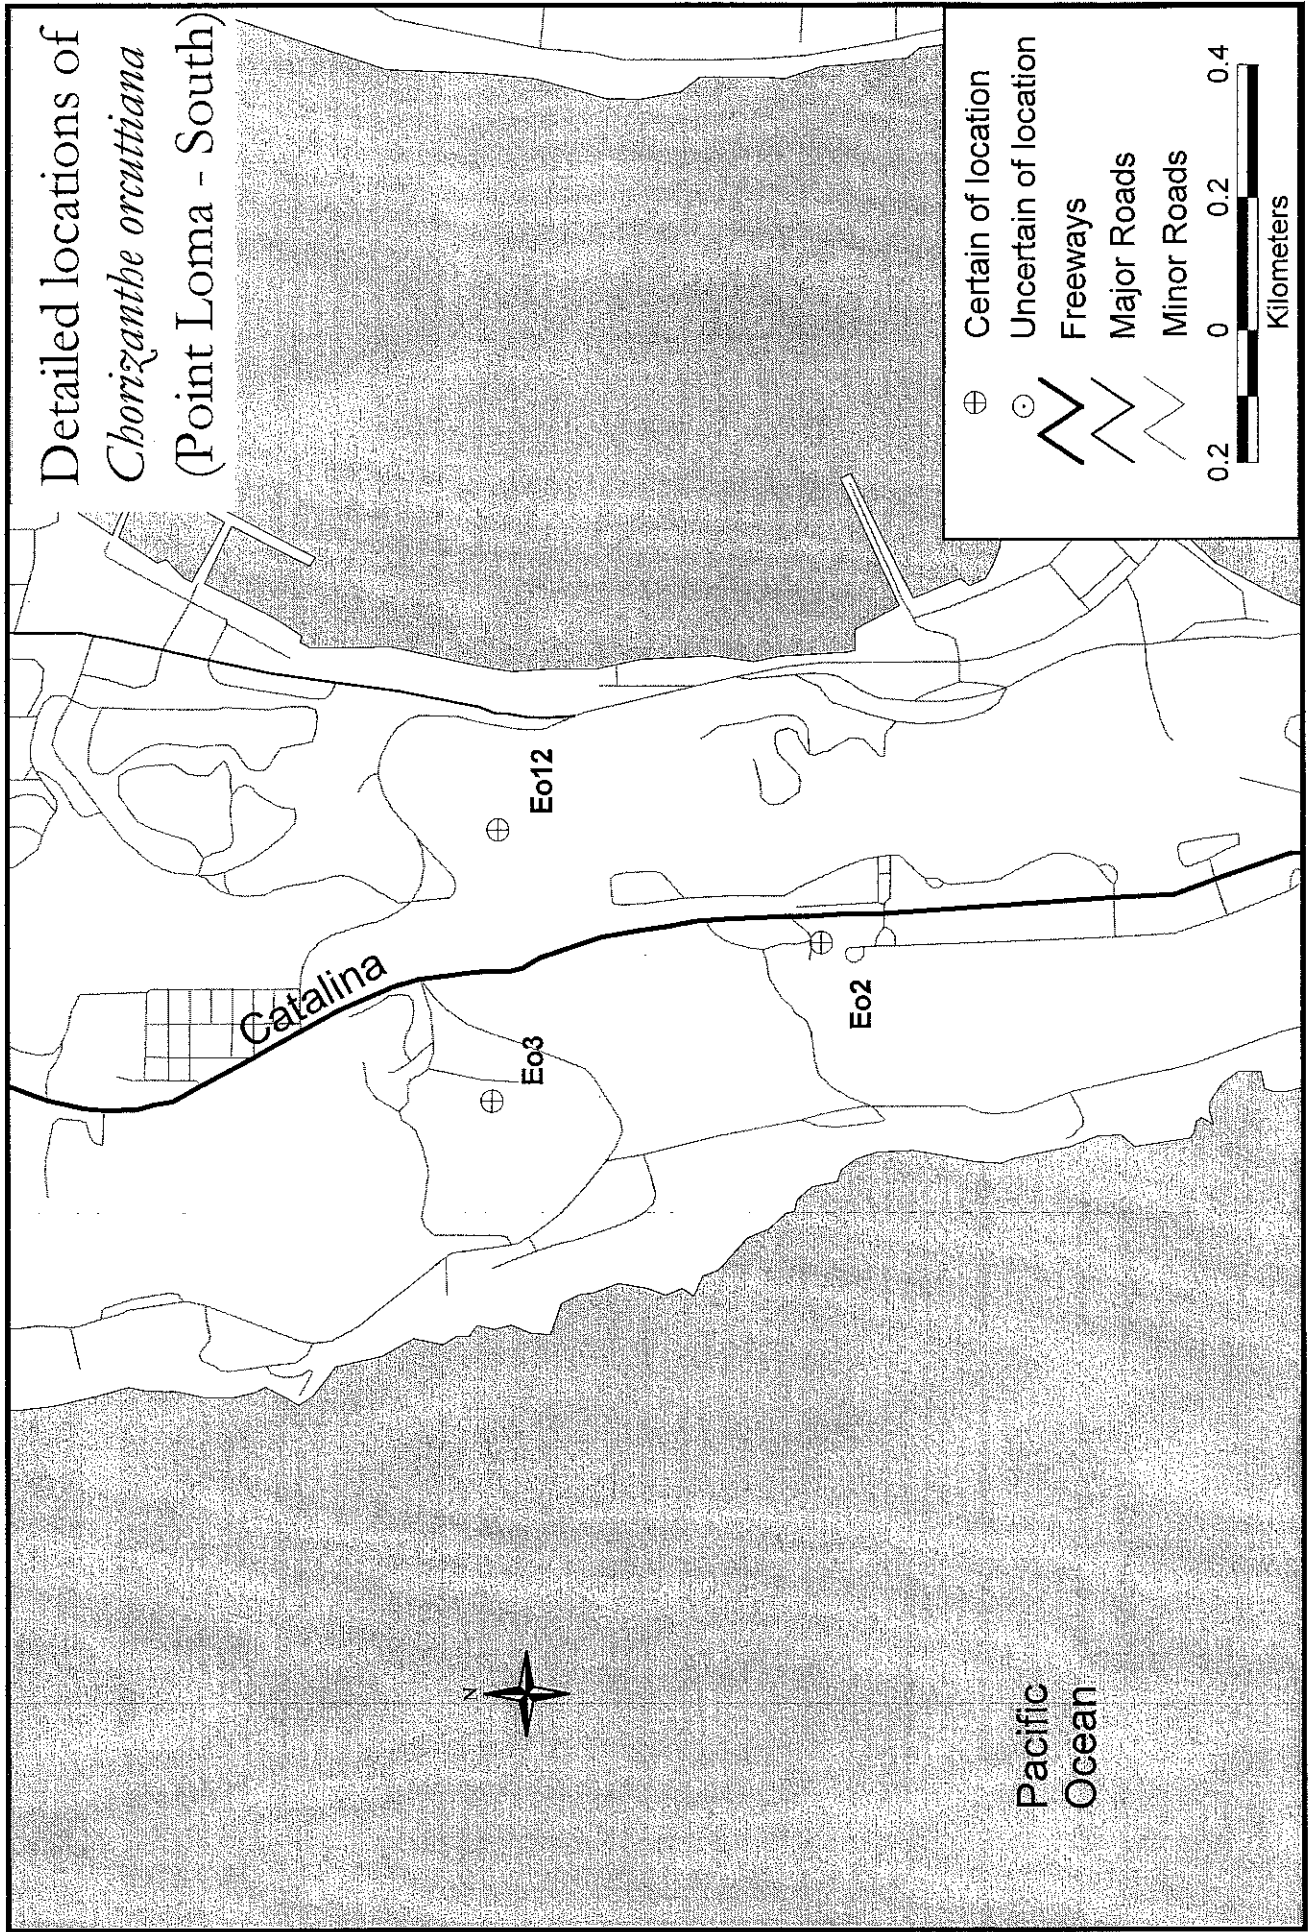 Detailed locations of
Chorizanthe orcuttiana
(Point Loma - South)
Catalina
Eo12
Eo3
Eo2
N
Pacific
Ocean
Certain of location
Uncertain of location
Freeways
Major Roads
Minor Roads
0.2 0 0.2 0.4
Kilometers